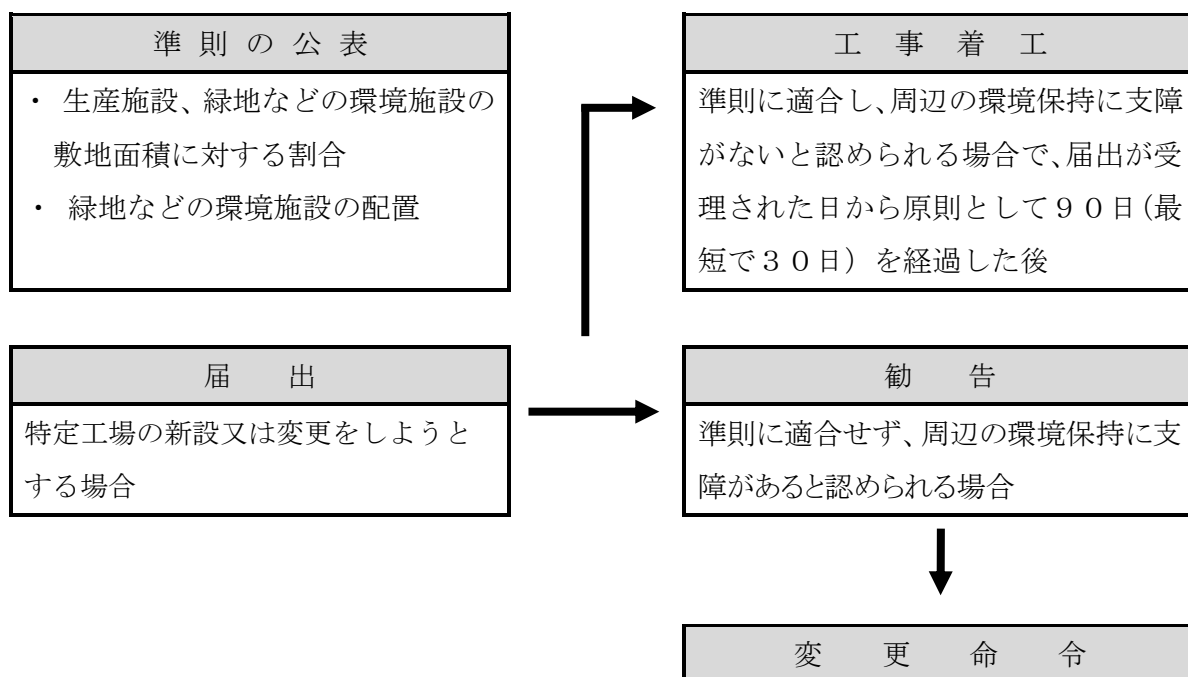 準則の公表
・ 生産施設、緑地などの環境施設の
敷地面積に対する割合
・ 緑地などの環境施設の配置
工事着工
準則に適合し、周辺の環境保持に支障
がないと認められる場合で、届出が受
理された日から原則として９０日（最
短で３０日）を経過した後
届出
特定工場の新設又は変更をしようと
する場合
勧告
準則に適合せず、周辺の環境保持に支
障があると認められる場合
変更命令